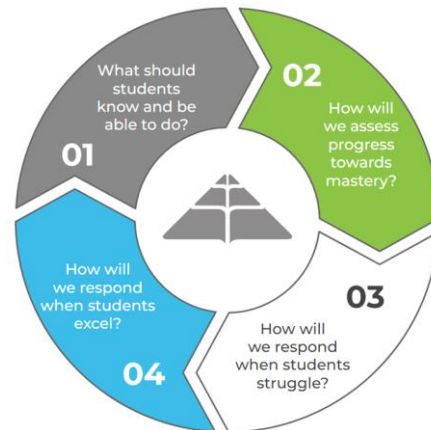 What should
students
know and be
able to do?
01
02
How will
we assess
progress
towards
mastery?
03
How will
we respond
when students
struggle?
How will
we respond
when students
excel?
04